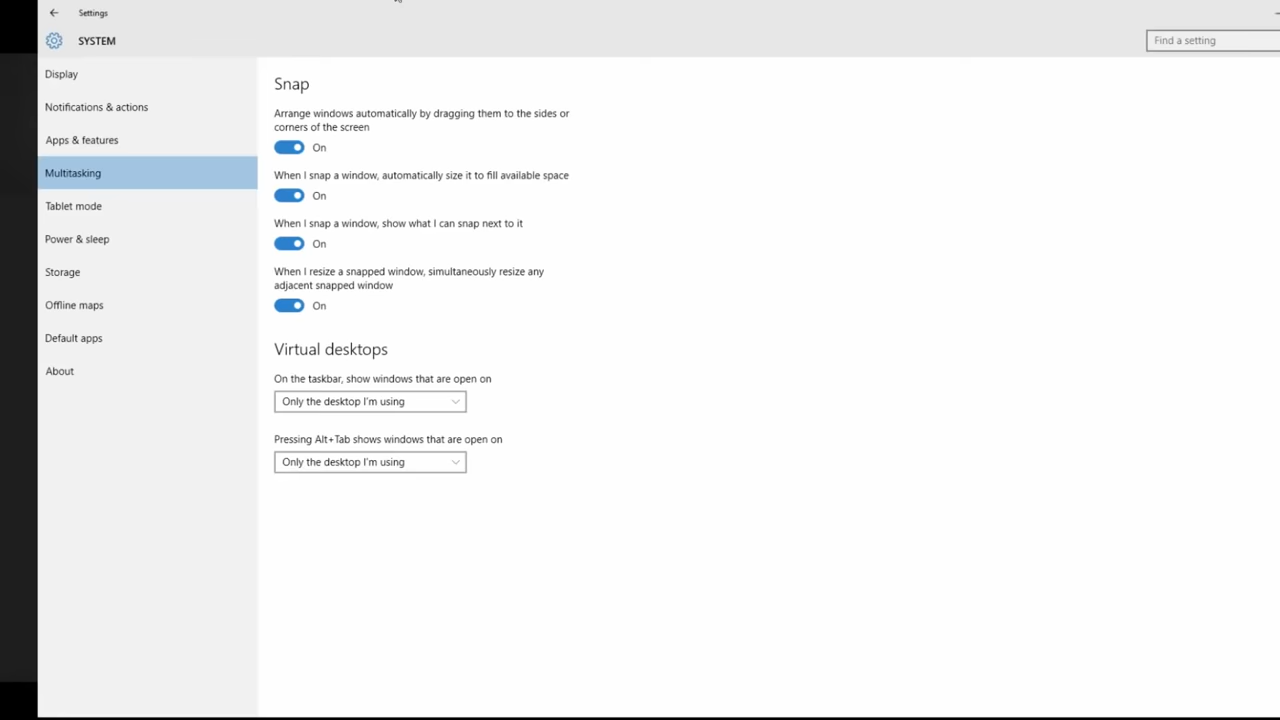 Settings
SYSTEM
Find a setting
Display
Notifications & actions
Apps & features
Multitasking
Tablet mode
Power & sleep
Storage
Offline maps
Default apps
About
Snap
Arrange windows automatically by dragging them to the sides or
corners of the screen
On
When I snap a window, automatically size it to fill available space
On
When I snap a window, show what I can snap next to it
On
When I resize a snapped window, simultaneously resize any
adjacent snapped window
On
Virtual desktops
On the taskbar, show windows that are open on
Only the desktop I'm using
Pressing Alt+Tab shows windows that are open on
Only the desktop I'm using